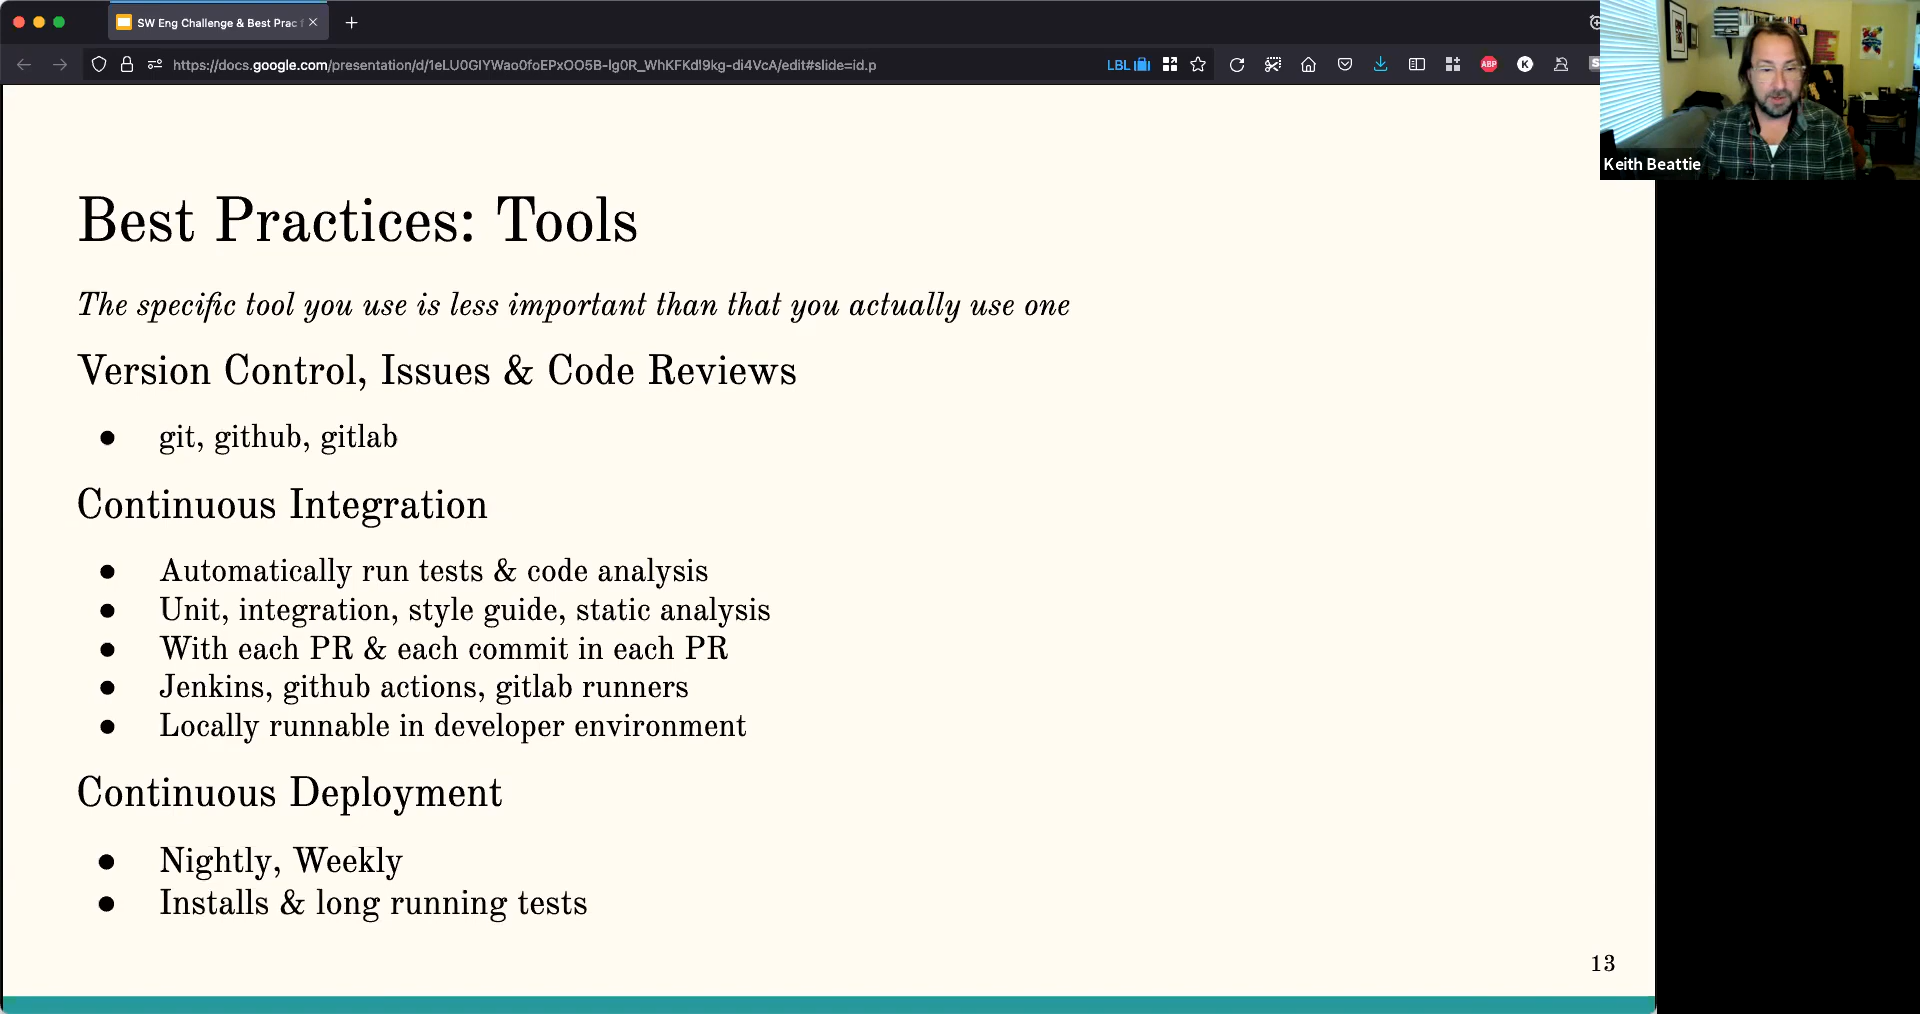 SW Eng Challenge & Best Prac f
https://docs.google.com/presentation/d/1eLU0GIYWao0foEPxOO5B-Ig0R_WhKFKdl9kg-di4VcA/edit#slide=id.p
LBL
ABP
K
Keith Beattie
Best Practices: Tools
The specific tool you use is less important than that you actually use one
Version Control, Issues & Code Reviews
● git, github, gitlab
Continuous Integration
● Automatically run tests & code analysis
● Unit, integration, style guide, static analysis
● With each PR & each commit in each PR
● Jenkins, github actions, gitlab runners
● Locally runnable in developer environment
Continuous Deployment
● Nightly, Weekly
● Installs & long running tests
13